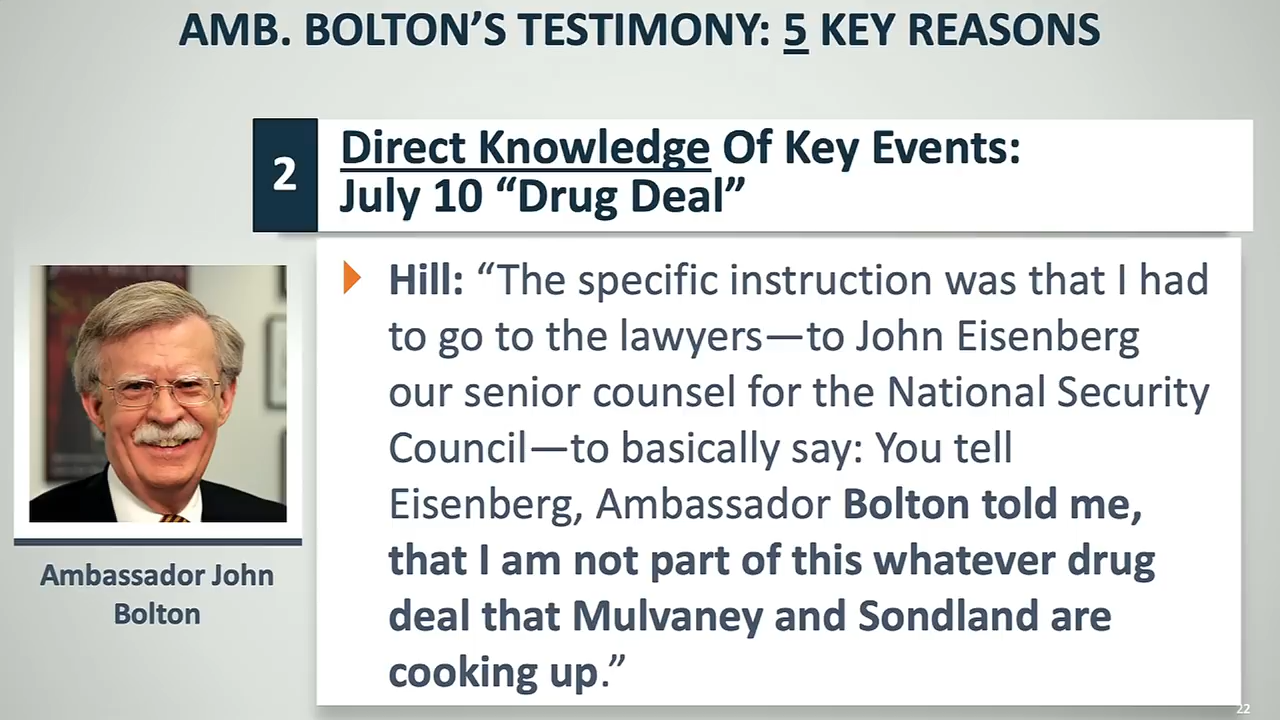 AMB. BOLTON’S TESTIMONY: 5 KEY REASONS
2
Direct Knowledge Of Key Events:
July 10 “Drug Deal”
Hill: “The specific instruction was that I had
to go to the lawyers—to John Eisenberg
our senior counsel for the National Security
Council—to basically say: You tell
Eisenberg, Ambassador Bolton told me,
that I am not part of this whatever drug
deal that Mulvaney and Sondland are
cooking up.”
Ambassador John
Bolton
22